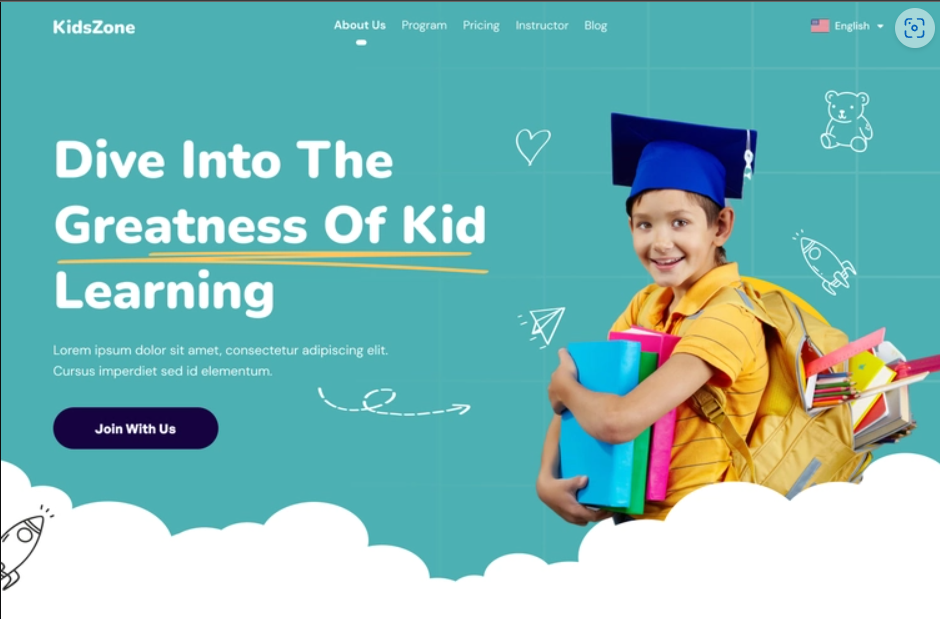 KidsZone
About Us Program Pricing Instructor Blog
English
Dive Into The
Greatness Of Kid
Learning
Lorem ipsum dolor sit amet, consectetur adipiscing elit.
Cursus imperdiet sed id elementum.
Join With Us